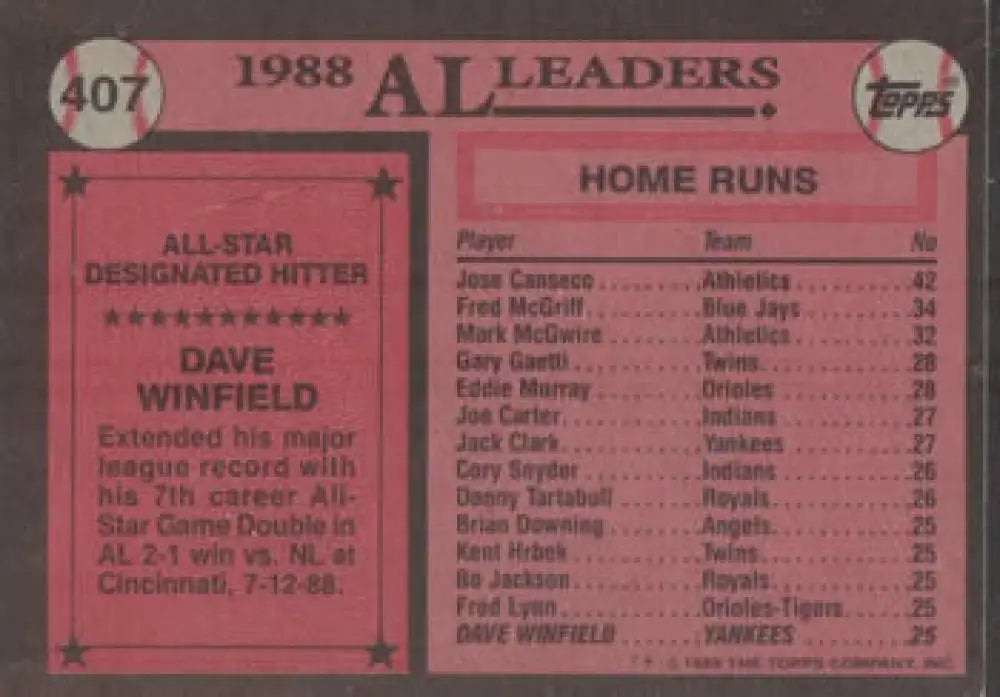 407
1988 AL LEADERS
TOPPS
ALL-STAR
DESIGNATED HITTER
DAVE
WINFIELD
Extended his major
league record with
his 7th career All-
Star Game Double in
AL 2-1 win vs. NL at
Cincinnati, 7-12-88.
HOME RUNS
Player Team No
Jose Canseco.........Athletics..........42
Fred McGriff..........Blue Jays.........34
Mark McGwire.......Athletics..........32
Gary Gaetti...........Twins.............28
Eddie Murray.........Orioles...........28
Joe Carter............Indians...........27
Jack Clark............Yankees..........27
Cory Snyder..........Indians...........26
Danny Tartabull......Royals............26
Brian Downing.......Angels............25
Kent Hrbek...........Twins.............25
Bo Jackson...........Royals............25
Fred Lynn............Orioles-Tigers......25
DAVE WINFIELD.......YANKEES.........25
* * © 1989 THE TOPPS COMPANY, INC.